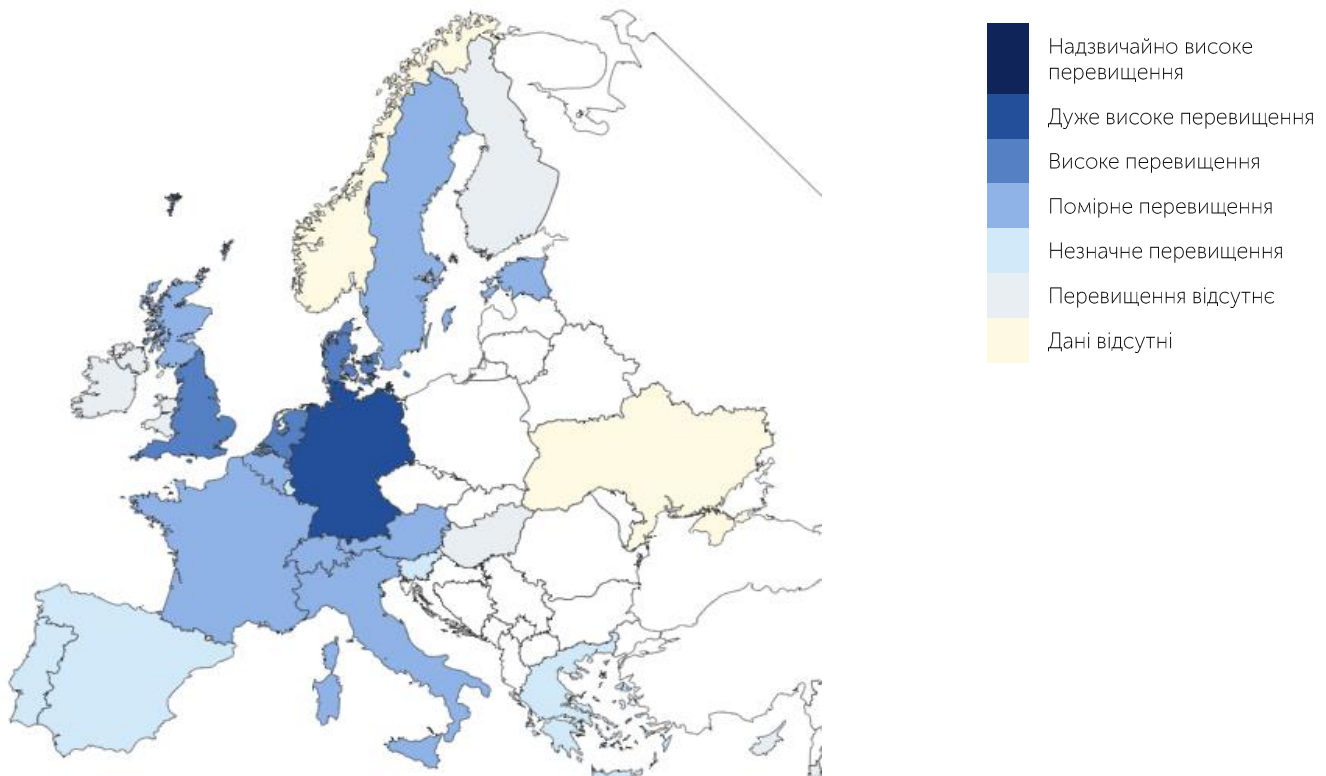 Надзвичайно високе
перевищення
Дуже високе перевищення
Високе перевищення
Помірне перевищення
Незначне перевищення
Перевищення відсутнє
Дані відсутні